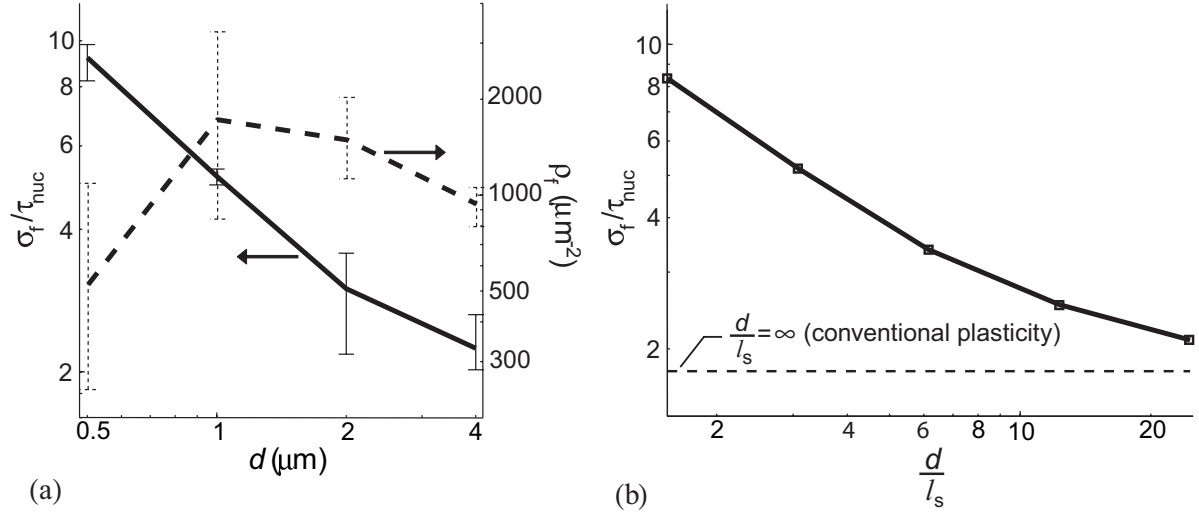 10
8
6
4
2
σf/τnuc
0.5
1
2
4
d (μm)
2000
1000
800
500
300
ρf (μm-2)
(a)
10
8
6
4
2
σf/τnuc
d/ls = ∞ (conventional plasticity)
2
4
6
8
10
20
d
ls
(b)